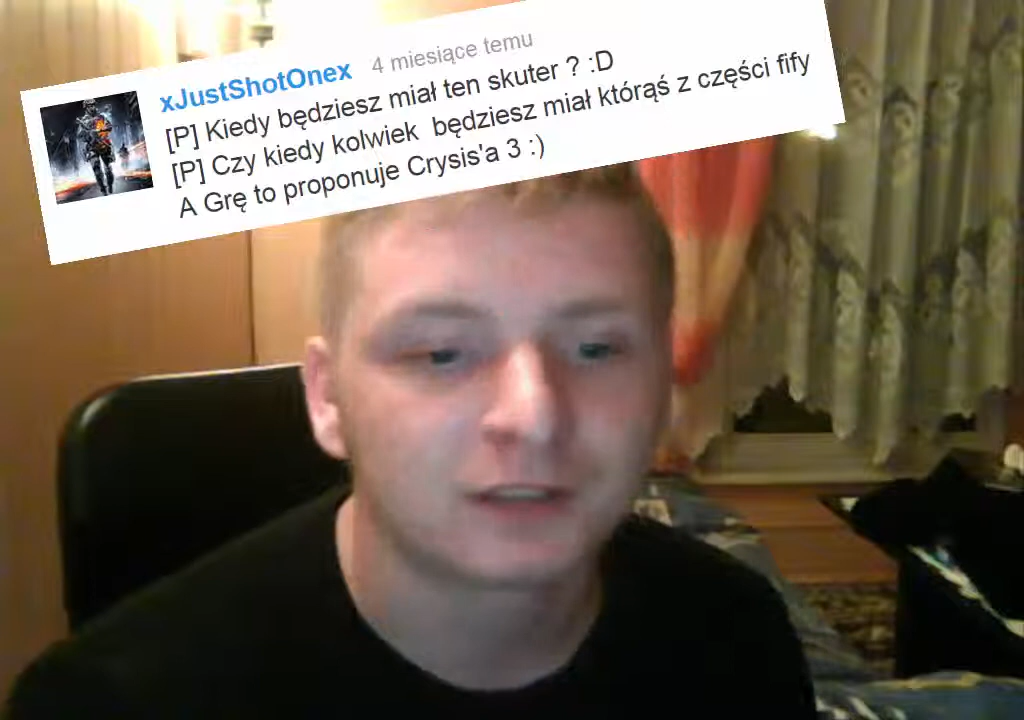 xJustShotOnex 4 miesiące temu
[P] Kiedy będziesz miał ten skuter ? :D
[P] Czy kiedy kolwiek będziesz miał którąś z części fify
A Grę to proponuje Crysis'a 3 :)